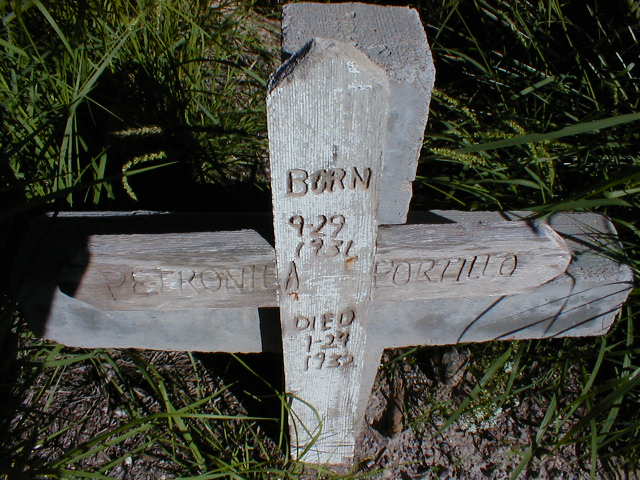 BORN
9-29
1931
PETRONILA PORTILLO
DIED
1-29
1932